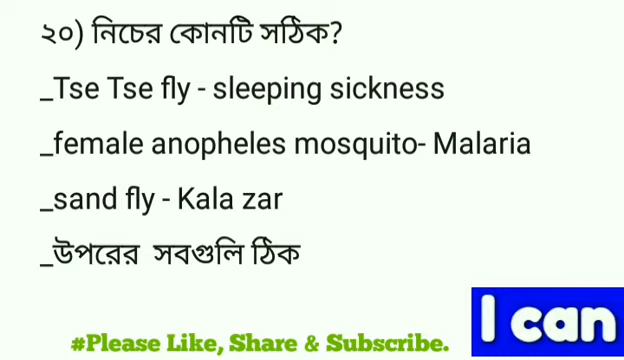 ২০) নিচের কোনটি সঠিক?
_Tse Tse fly - sleeping sickness
_female anopheles mosquito- Malaria
_sand fly - Kala zar
_উপরের সবগুলি ঠিক
I can
#Please Like, Share & Subscribe.